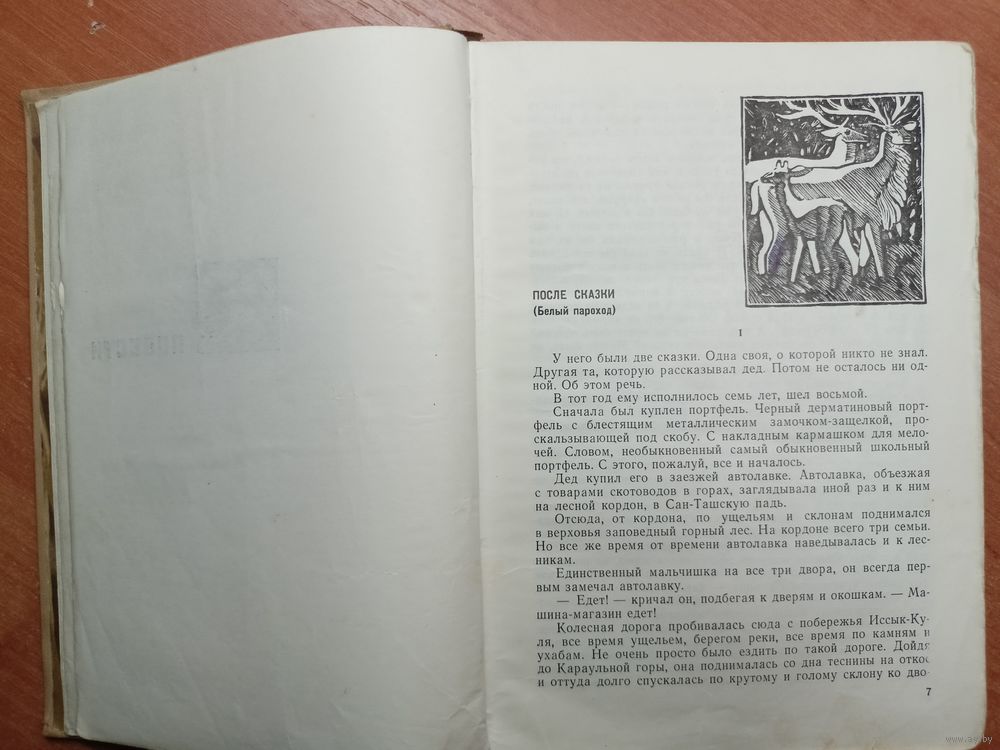 ПОСЛЕ СКАЗКИ
(Белый пароход)
I
У него были две сказки. Одна своя, о которой никто не знал.
Другая та, которую рассказывал дед. Потом не осталось ни од-
ной. Об этом речь.
В тот год ему исполнилось семь лет, шел восьмой.
Сначала был куплен портфель. Черный дерматиновый порт-
фель с блестящим металлическим замочком-защелкой, про-
скальзывающей под скобу. С накладным кармашком для мело-
чей. Словом, необыкновенный самый обыкновенный школьный
портфель. С этого, пожалуй, все и началось.
Дед купил его в заезжей автолавке. Автолавка, объезжая
с товарами скотоводов в горах, заглядывала иной раз и к ним
на лесной кордон, в Сан-Ташскую падь.
Отсюда, от кордона, по ущельям и склонам поднимался
в верховья заповедный горный лес. На кордоне всего три семьи.
Но все же время от времени автолавка наведывалась и к лес-
никам.
Единственный мальчишка на все три двора, он всегда пер-
вым замечал автолавку.
— Едет! — кричал он, подбегая к дверям и окошкам. — Ма-
шина-магазин едет!
Колесная дорога пробивалась сюда с побережья Иссык-Ку-
ля, все время ущельем, берегом реки, все время по камням и
ухабам. Не очень просто было ездить по такой дороге. Дойдя
до Караульной горы, она поднималась со дна теснины на откос
и оттуда долго спускалась по крутому и голому склону ко дво-
7
www.ay.by